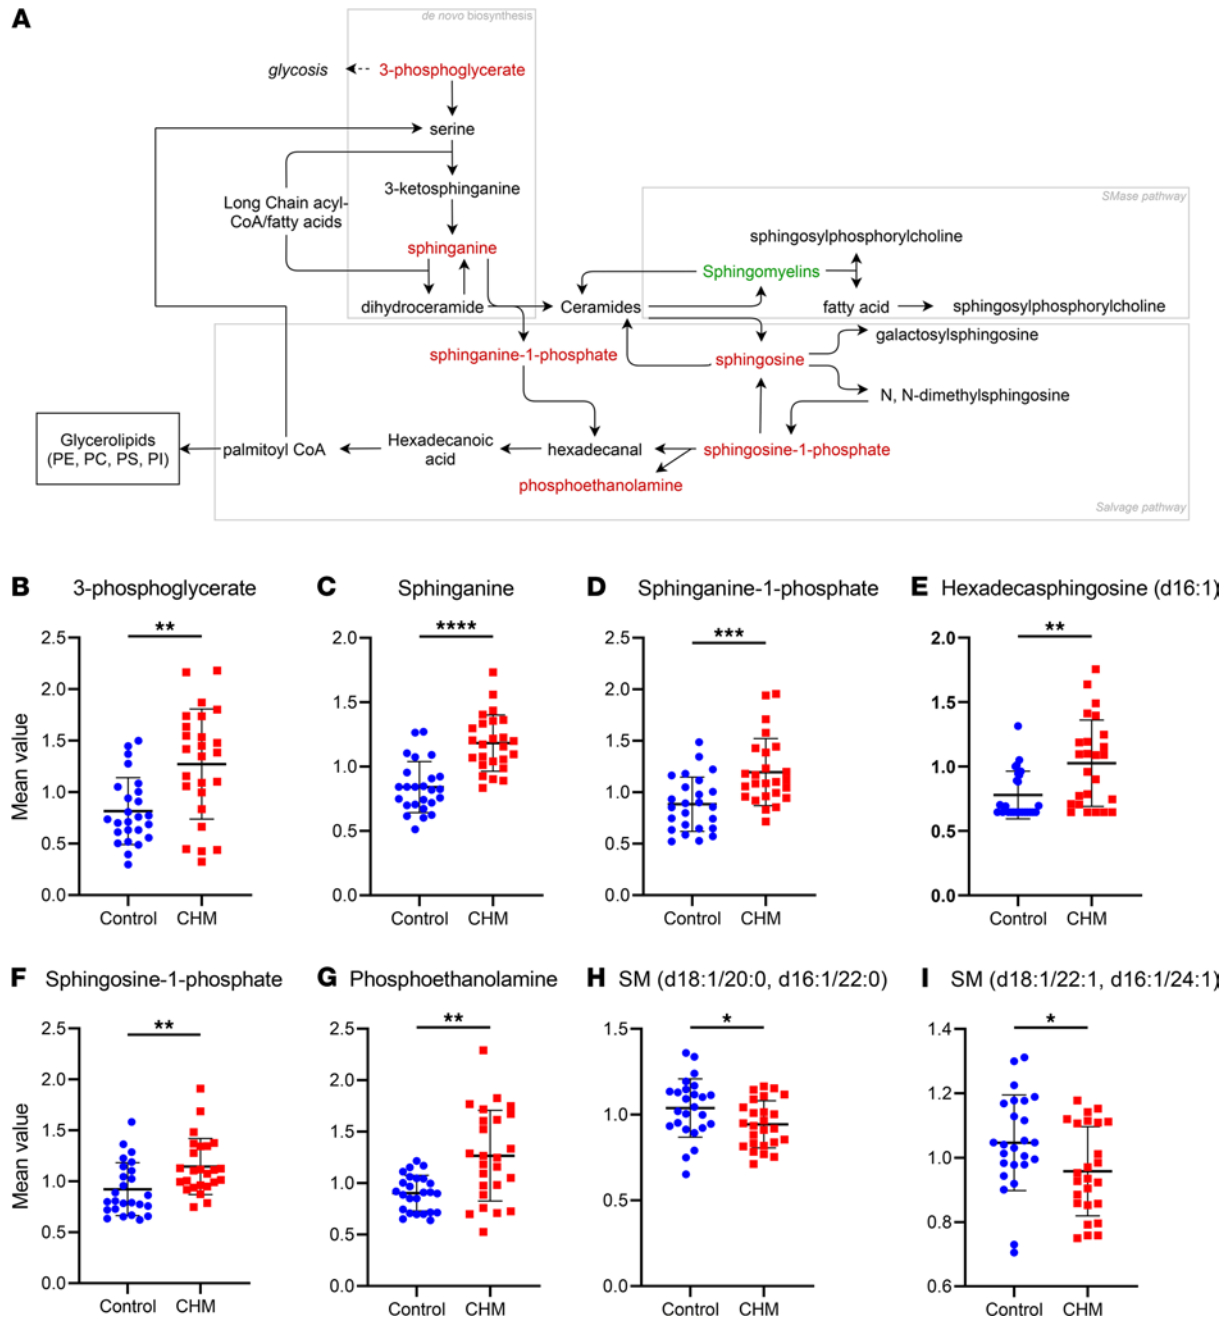 A
de novo biosynthesis
glycosis
3-phosphoglycerate
serine
3-ketosphinganine
Long Chain acyl-
CoA/fatty acids
sphinganine
dihydroceramide
SMase pathway
sphingosylphosphorylcholine
Sphingomyelins
Ceramides
fatty acid
sphingosylphosphorylcholine
galactosylsphingosine
sphinganine-1-phosphate
sphingosine
N, N-dimethylsphingosine
Glycerolipids
(PE, PC, PS, PI)
palmitoyl CoA
Hexadecanoic
acid
hexadecanal
sphingosine-1-phosphate
phosphoethanolamine
Salvage pathway
B 3-phosphoglycerate
Mean value
2.5
2.0
1.5
1.0
0.5
0.0
**
Control CHM
C Sphinganine
2.0
1.5
1.0
0.5
0.0
****
Control CHM
D Sphinganine-1-phosphate
2.5
2.0
1.5
1.0
0.5
0.0
***
Control CHM
E Hexadecasphingosine (d16:1)
2.0
1.5
1.0
0.5
0.0
**
Control CHM
F Sphingosine-1-phosphate
Mean value
2.5
2.0
1.5
1.0
0.5
0.0
**
Control CHM
G Phosphoethanolamine
2.5
2.0
1.5
1.0
0.5
0.0
**
Control CHM
H SM (d18:1/20:0, d16:1/22:0)
1.5
1.0
0.5
0.0
*
Control CHM
I SM (d18:1/22:1, d16:1/24:1)
1.4
1.2
1.0
0.8
0.6
*
Control CHM